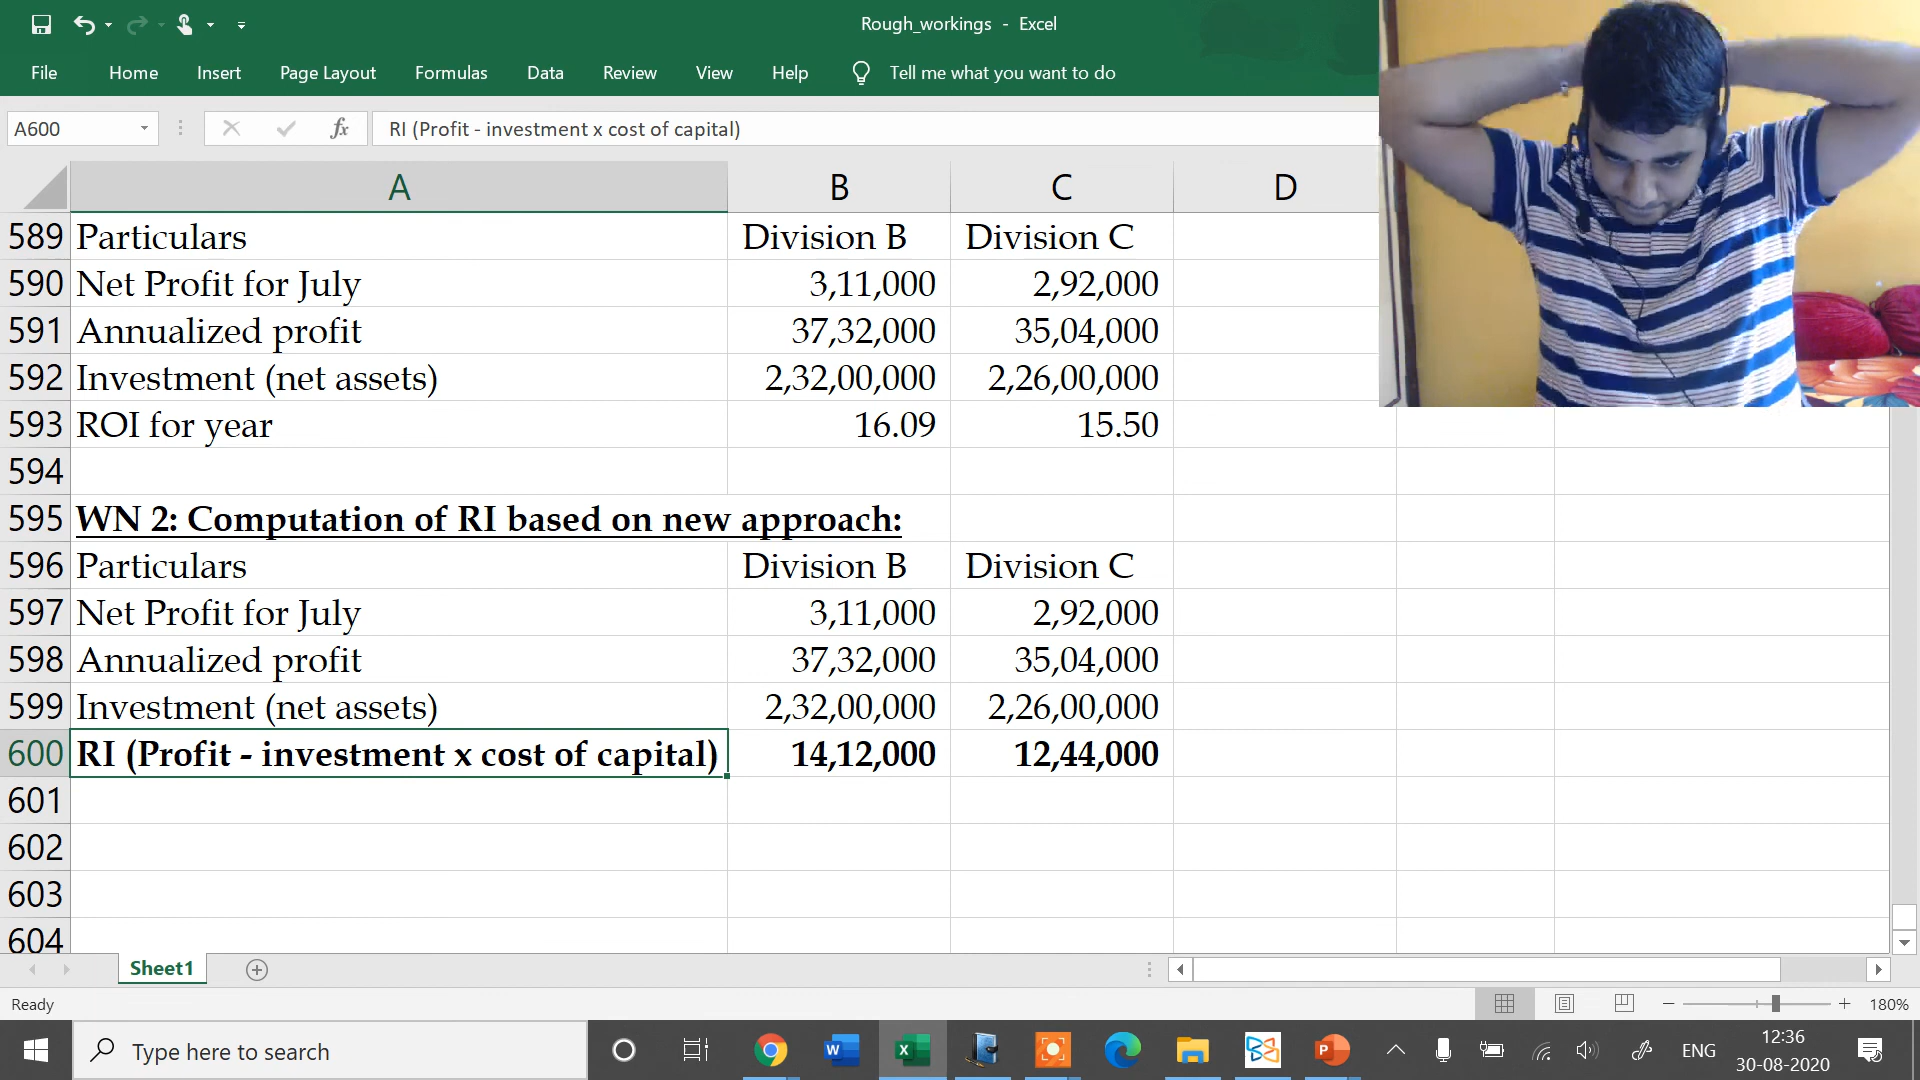 Rough_workings - Excel
File Home Insert Page Layout Formulas Data Review View Help Tell me what you want to do
A600 fx RI (Profit - investment x cost of capital)
A B C D
589 Particulars Division B Division C
590 Net Profit for July 3,11,000 2,92,000
591 Annualized profit 37,32,000 35,04,000
592 Investment (net assets) 2,32,00,000 2,26,00,000
593 ROI for year 16.09 15.50
594
595 WN 2: Computation of RI based on new approach:
596 Particulars Division B Division C
597 Net Profit for July 3,11,000 2,92,000
598 Annualized profit 37,32,000 35,04,000
599 Investment (net assets) 2,32,00,000 2,26,00,000
600 RI (Profit - investment x cost of capital) 14,12,000 12,44,000
601
602
603
604
Sheet1
Ready 180%
Type here to search W X P ENG 12:36
30-08-2020